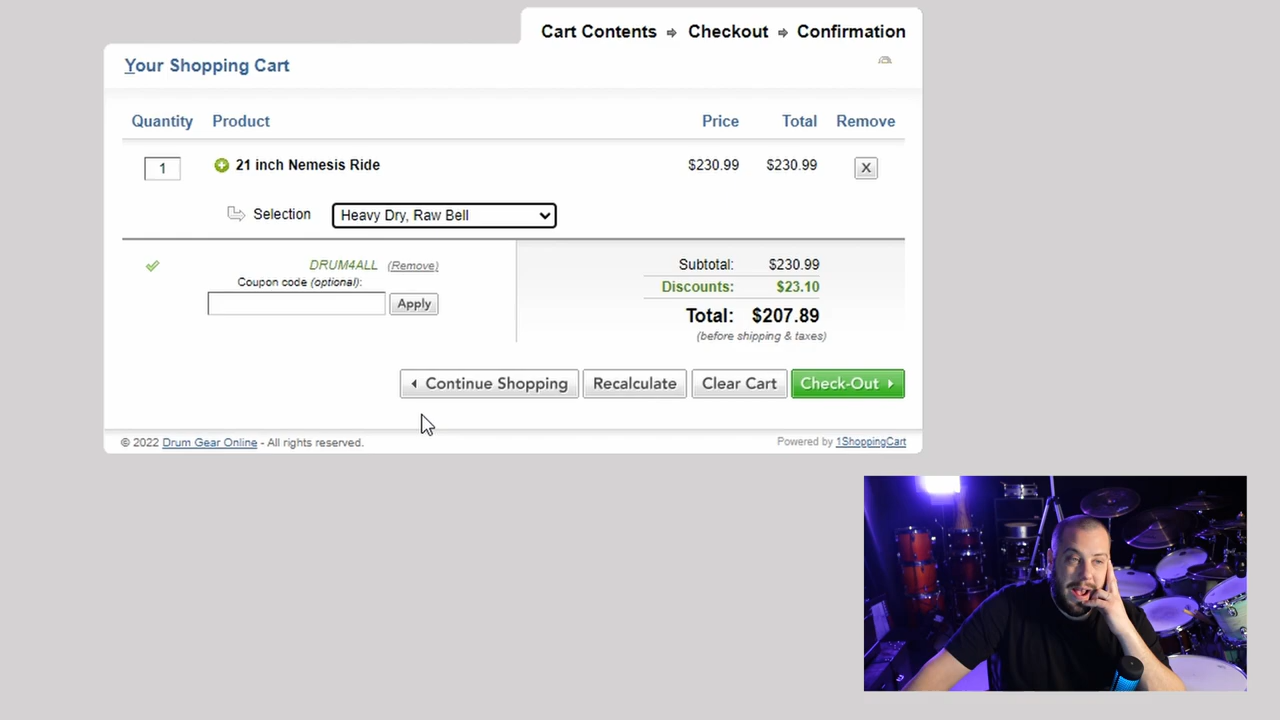 Cart Contents Checkout Confirmation
Your Shopping Cart
Quantity Product Price Total Remove
1 21 inch Nemesis Ride $230.99 $230.99 X
Selection Heavy Dry, Raw Bell
DRUM4ALL (Remove)
Coupon code (optional):
Apply
Subtotal: $230.99
Discounts: $23.10
Total: $207.89
(before shipping & taxes)
Continue Shopping Recalculate Clear Cart Check-Out
© 2022 Drum Gear Online - All rights reserved. Powered by 1ShoppingCart